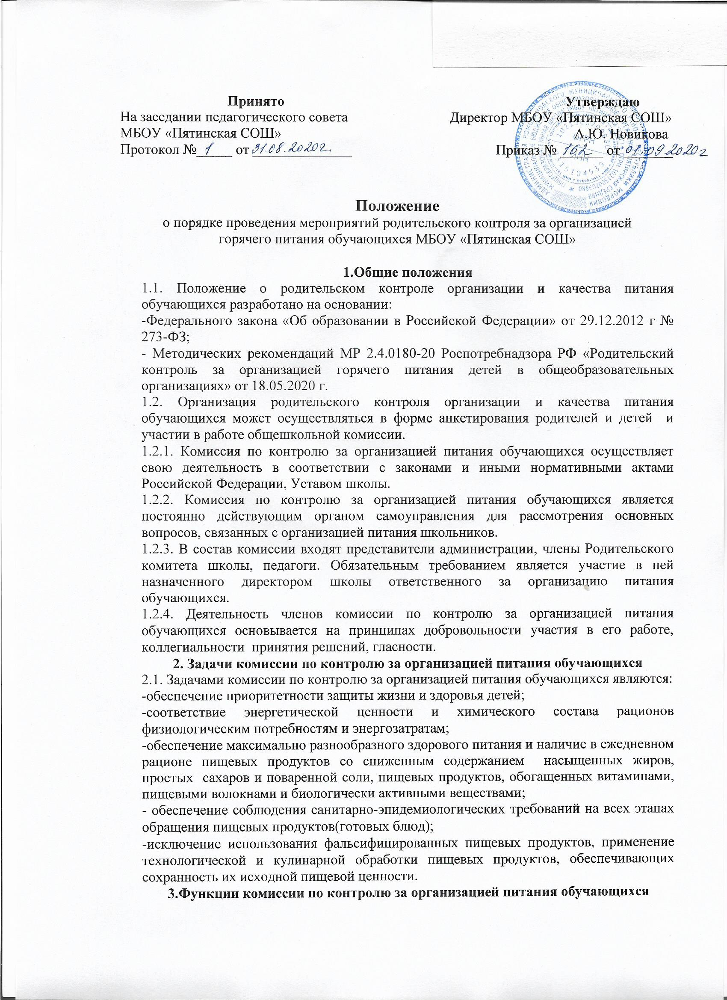 Принято
На заседании педагогического совета
МБОУ «Пятинская СОШ»
Протокол № 1 от 31.08.2020г.
Утверждаю
Директор МБОУ «Пятинская СОШ»
А.Ю. Новикова
Приказ № 162 от 01.09.2020г
Положение
о порядке проведения мероприятий родительского контроля за организацией
горячего питания обучающихся МБОУ «Пятинская СОШ»
1.Общие положения
1.1. Положение о родительском контроле организации и качества питания
обучающихся разработано на основании:
-Федерального закона «Об образовании в Российской Федерации» от 29.12.2012 г №
273-ФЗ;
- Методических рекомендаций МР 2.4.0180-20 Роспотребнадзора РФ «Родительский
контроль за организацией горячего питания детей в общеобразовательных
организациях» от 18.05.2020 г.
1.2. Организация родительского контроля организации и качества питания
обучающихся может осуществляться в форме анкетирования родителей и детей и
участии в работе общешкольной комиссии.
1.2.1. Комиссия по контролю за организацией питания обучающихся осуществляет
свою деятельность в соответствии с законами и иными нормативными актами
Российской Федерации, Уставом школы.
1.2.2. Комиссия по контролю за организацией питания обучающихся является
постоянно действующим органом самоуправления для рассмотрения основных
вопросов, связанных с организацией питания школьников.
1.2.3. В состав комиссии входят представители администрации, члены Родительского
комитета школы, педагоги. Обязательным требованием является участие в ней
назначенного директором школы ответственного за организацию питания
обучающихся.
1.2.4. Деятельность членов комиссии по контролю за организацией питания
обучающихся основывается на принципах добровольности участия в его работе,
коллегиальности принятия решений, гласности.
2. Задачи комиссии по контролю за организацией питания обучающихся
2.1. Задачами комиссии по контролю за организацией питания обучающихся являются:
-обеспечение приоритетности защиты жизни и здоровья детей;
-соответствие энергетической ценности и химического состава рационов
физиологическим потребностям и энергозатратам;
-обеспечение максимально разнообразного здорового питания и наличие в ежедневном
рационе пищевых продуктов со сниженным содержанием насыщенных жиров,
простых сахаров и поваренной соли, пищевых продуктов, обогащенных витаминами,
пищевыми волокнами и биологически активными веществами;
- обеспечение соблюдения санитарно-эпидемиологических требований на всех этапах
обращения пищевых продуктов(готовых блюд);
-исключение использования фальсифицированных пищевых продуктов, применение
технологической и кулинарной обработки пищевых продуктов, обеспечивающих
сохранность их исходной пищевой ценности.
3.Функции комиссии по контролю за организацией питания обучающихся